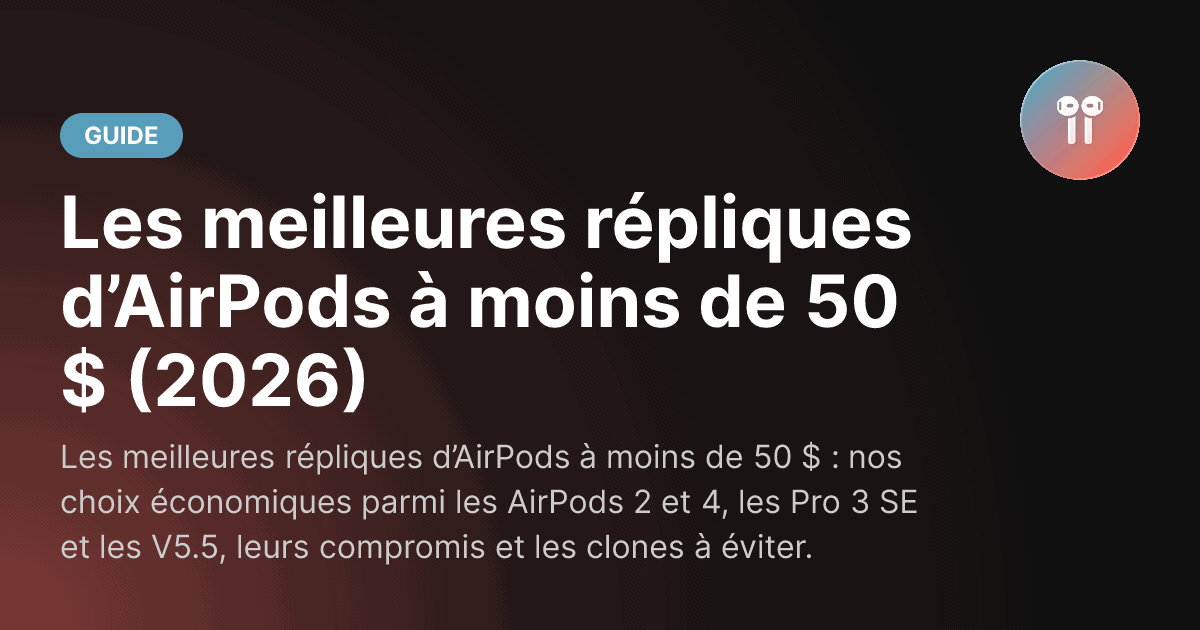 GUIDE
Les meilleures répliques
d’AirPods à moins de 50
$ (2026)
Les meilleures répliques d’AirPods à moins de 50 $ : nos
choix économiques parmi les AirPods 2 et 4, les Pro 3 SE
et les V5.5, leurs compromis et les clones à éviter.